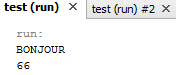 test (run) × test (run) #2 ×
run:
BONJOUR
66